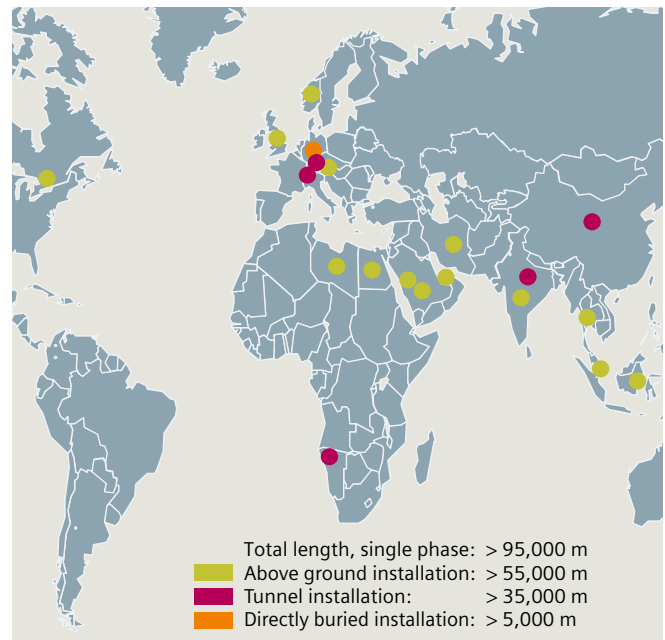 Total length, single phase: > 95,000 m
Above ground installation: > 55,000 m
Tunnel installation: > 35,000 m
Directly buried installation: > 5,000 m